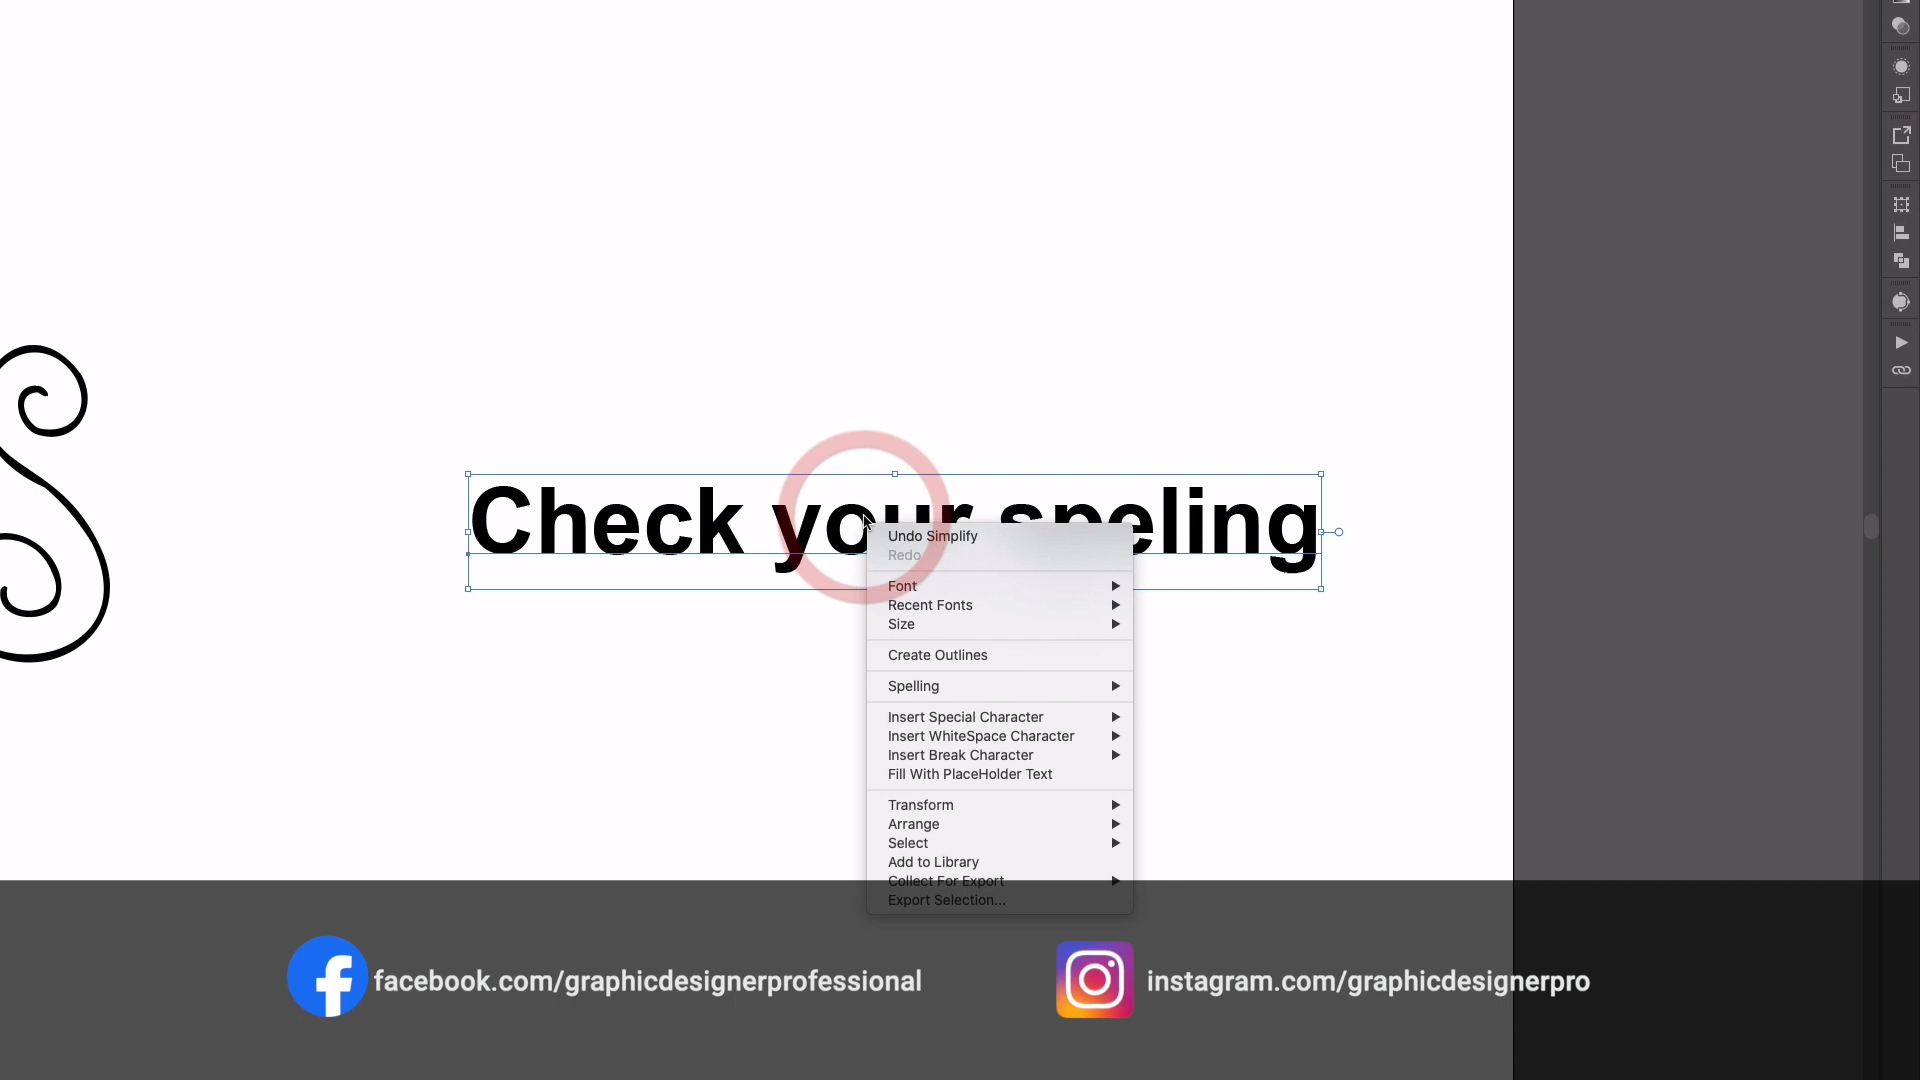 Check your speling
Undo Simplify
Redo
Font
Recent Fonts
Size
Create Outlines
Spelling
Insert Special Character
Insert WhiteSpace Character
Insert Break Character
Fill With PlaceHolder Text
Transform
Arrange
Select
Add to Library
Collect For Export
Export Selection...
facebook.com/graphicdesignerprofessional
instagram.com/graphicdesignerpro